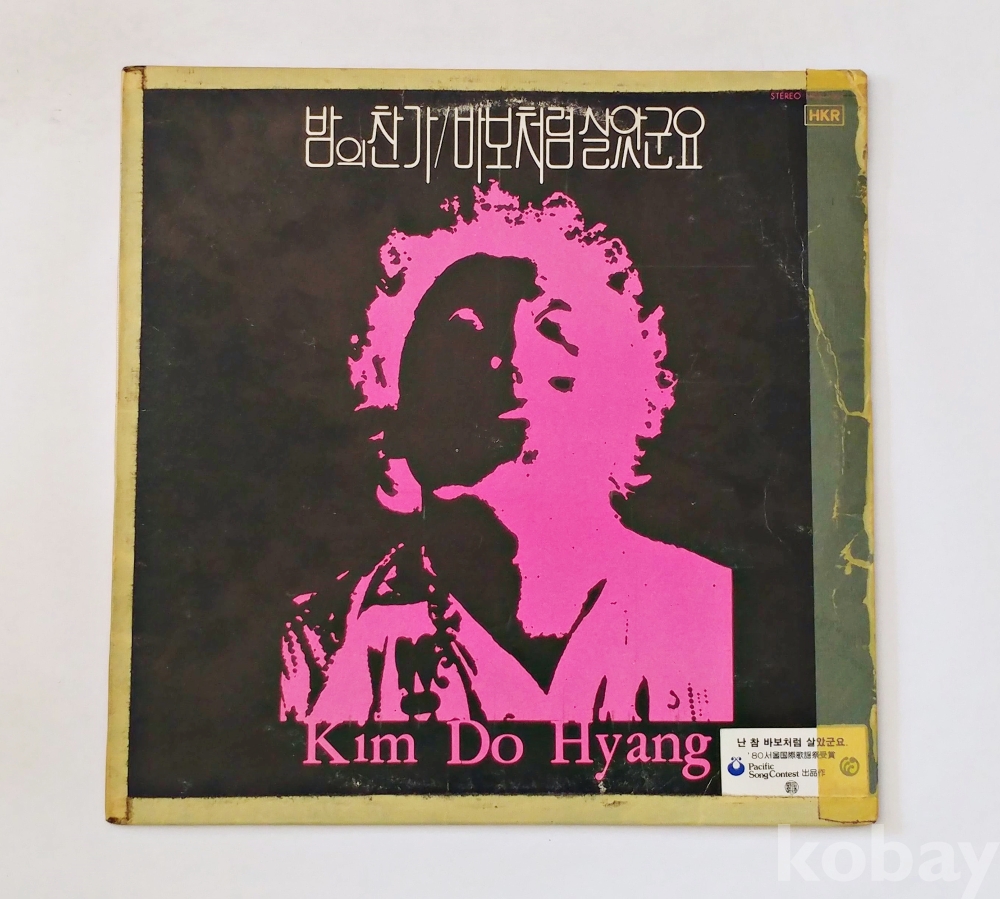 STEREO
HKR
밤의 찬가/바보처럼 살았군요
Kim Do Hyang
난 참 바보처럼 살았군요
'80 서울国際歌謡祭受賞
Pacific
Song Contest 出品作
kobay